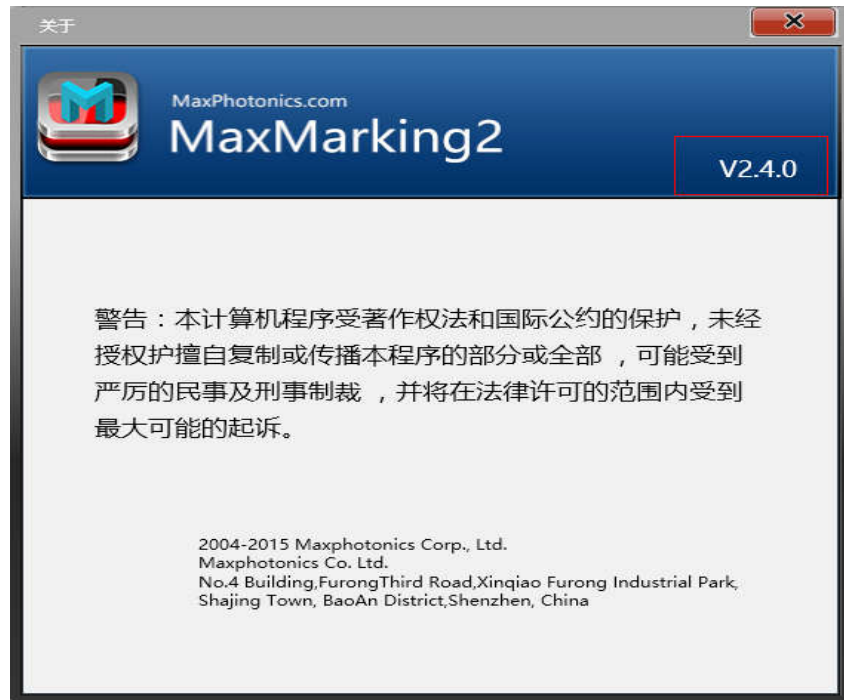 关于
MaxPhotonics.com
MaxMarking2
V2.4.0
警告：本计算机程序受著作权法和国际公约的保护，未经
授权护擅自复制或传播本程序的部分或全部 ，可能受到
严厉的民事及刑事制裁 ，并将在法律许可的范围内受到
最大可能的起诉。
2004-2015 Maxphotonics Corp., Ltd.
Maxphotonics Co. Ltd.
No.4 Building,FurongThird Road,Xinqiao Furong Industrial Park,
Shajing Town, BaoAn District,Shenzhen, China